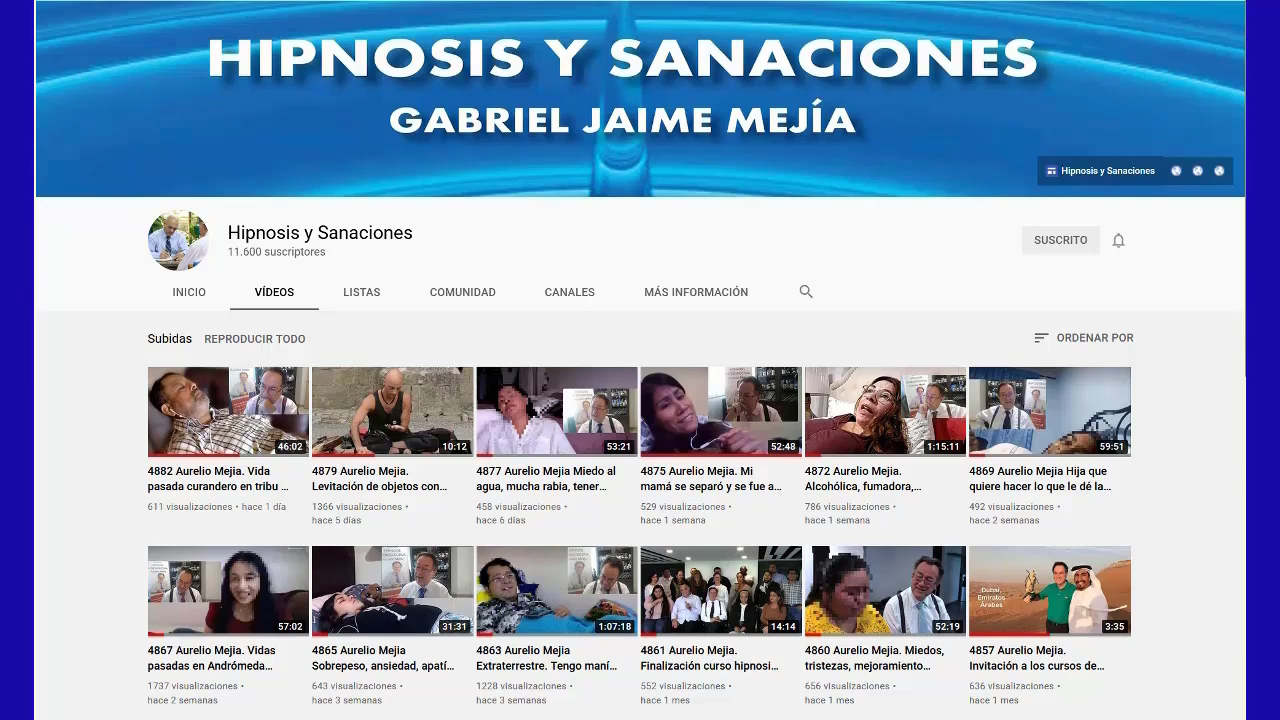 HIPNOSIS Y SANACIONES
GABRIEL JAIME MEJÍA
Hipnosis y Sanaciones
Hipnosis y Sanaciones
11.600 suscriptores
SUSCRITO
INICIO VÍDEOS LISTAS COMUNIDAD CANALES MÁS INFORMACIÓN
Subidas REPRODUCIR TODO ORDENAR POR
46:02
10:12
53:21
52:48
1:15:11
59:51
4882 Aurelio Mejia. Vida
pasada curandero en tribu ...
611 visualizaciones • hace 1 día
4879 Aurelio Mejia.
Levitación de objetos con...
1366 visualizaciones •
hace 5 días
4877 Aurelio Mejia Miedo al
agua, mucha rabia, tener...
458 visualizaciones •
hace 6 días
4875 Aurelio Mejia. Mi
mamá se separó y se fue a...
529 visualizaciones •
hace 1 semana
4872 Aurelio Mejia.
Alcohólica, fumadora,...
786 visualizaciones •
hace 1 semana
4869 Aurelio Mejia Hija que
quiere hacer lo que le dé la...
492 visualizaciones •
hace 2 semanas
57:02
31:31
1:07:18
14:14
52:19
Dubai,
Emiratos
Árabes
3:35
4867 Aurelio Mejia. Vidas
pasadas en Andrómeda...
1737 visualizaciones •
hace 2 semanas
4865 Aurelio Mejia.
Sobrepeso, ansiedad, apatí...
643 visualizaciones •
hace 3 semanas
4863 Aurelio Mejia
Extraterrestre. Tengo maní...
1228 visualizaciones •
hace 3 semanas
4861 Aurelio Mejia.
Finalización curso hipnosi...
552 visualizaciones •
hace 1 mes
4860 Aurelio Mejia. Miedos,
tristezas, mejoramiento...
656 visualizaciones •
hace 1 mes
4857 Aurelio Mejia.
Invitación a los cursos de...
636 visualizaciones •
hace 1 mes